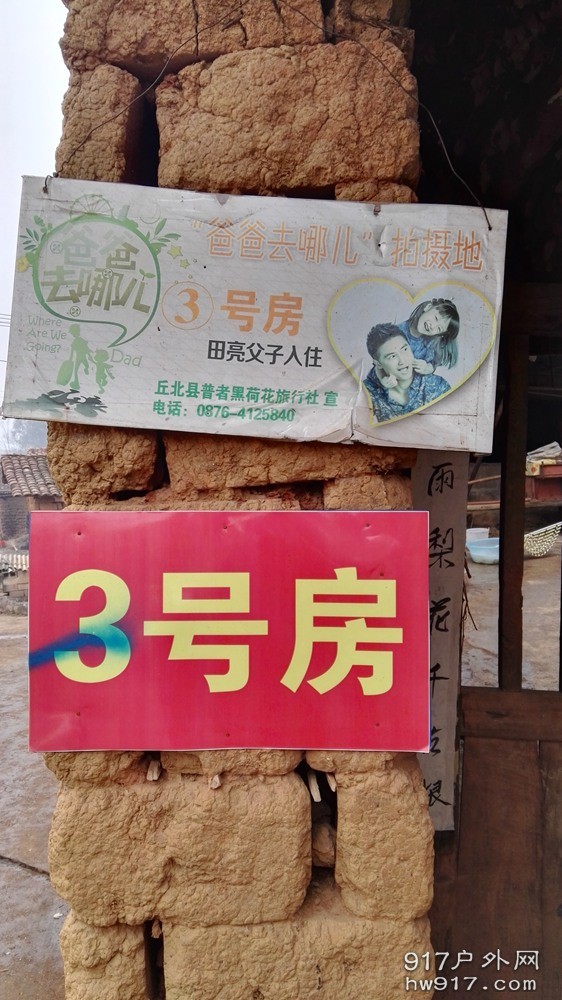 爸爸
去哪儿
Where
Are We
Going?
Dad
"爸爸去哪儿"拍摄地
3号房
田亮父子入住
丘北县普者黑荷花旅行社 宣
电话：0876-4125840
3号房
雨
梨
花
千
点
恨
917户外网
hw917.com